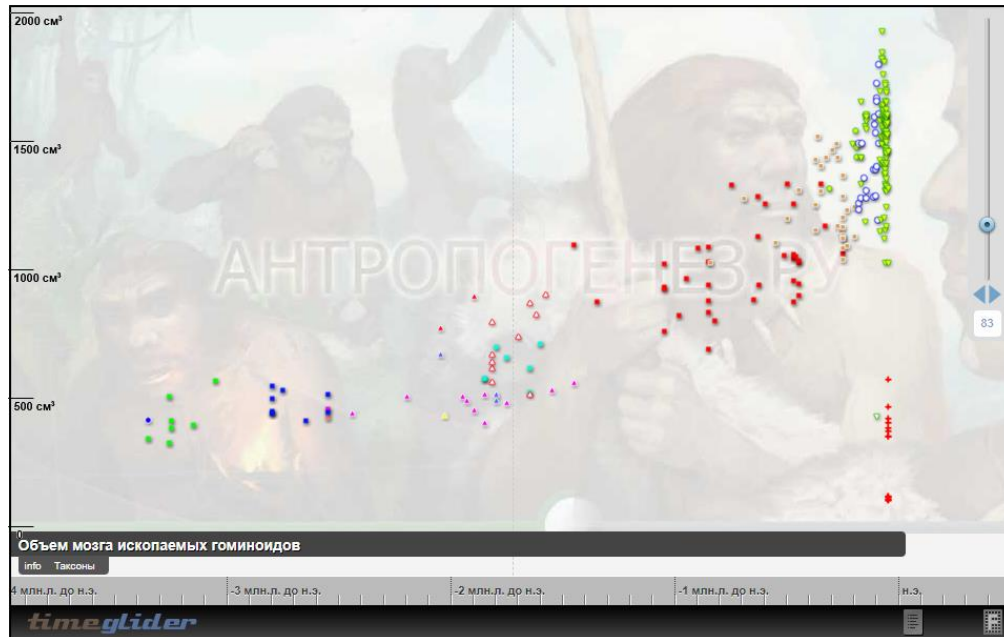 2000 см³
1500 см³
АНТРОПОГЕНЕЗ.РУ
1000 см³
83
500 см³
0
Объем мозга ископаемых гоминоидов
info Таксоны
4 млн.л. до н.э. -3 млн.л. до н.э. -2 млн.л. до н.э. -1 млн.л. до н.э. н.э.
timeglider